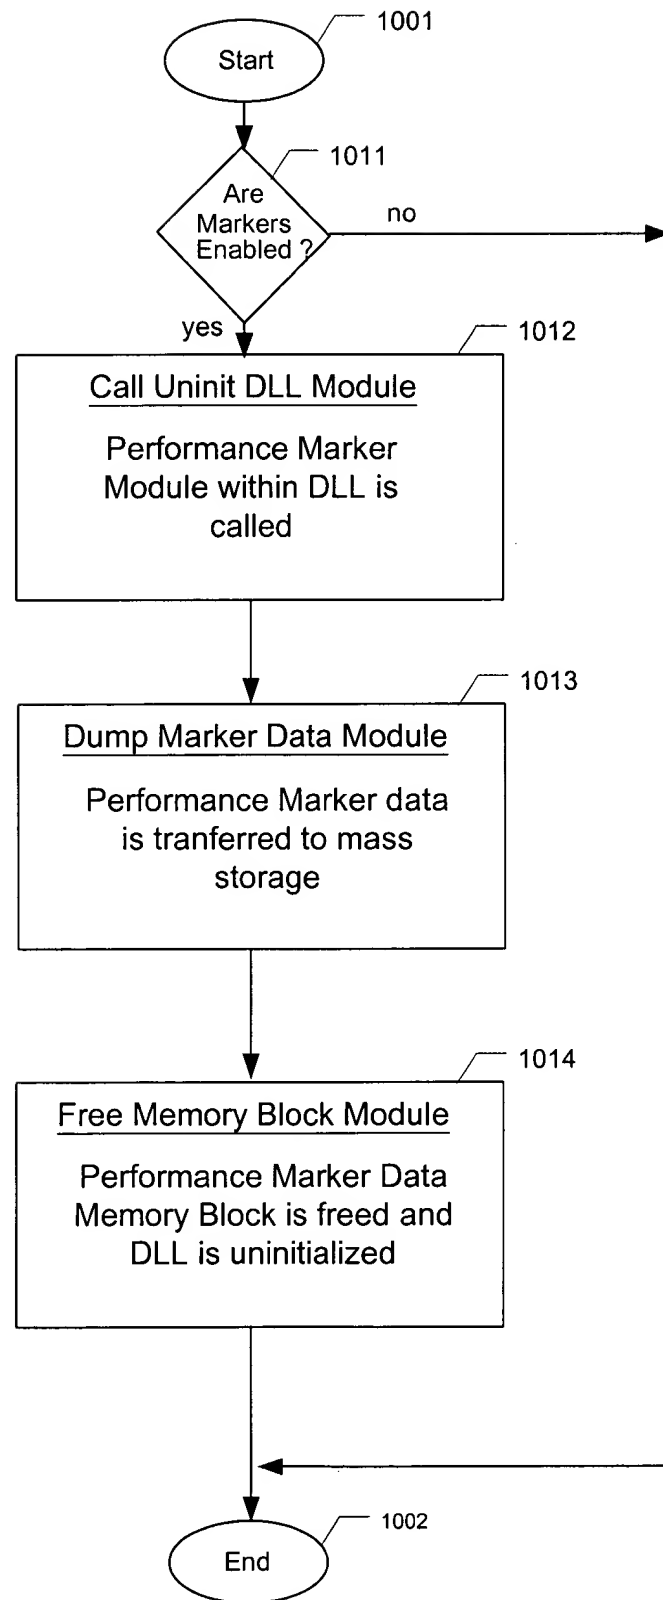 1001
Start
1011
Are
Markers
Enabled ?
no
yes
1012
Call Uninit DLL Module
Performance Marker
Module within DLL is
called
1013
Dump Marker Data Module
Performance Marker data
is tranferred to mass
storage
1014
Free Memory Block Module
Performance Marker Data
Memory Block is freed and
DLL is uninitialized
1002
End